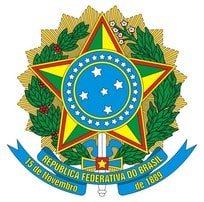 REPÚBLICA FEDERATIVA DO BRASIL
15 de Novembro de 1889